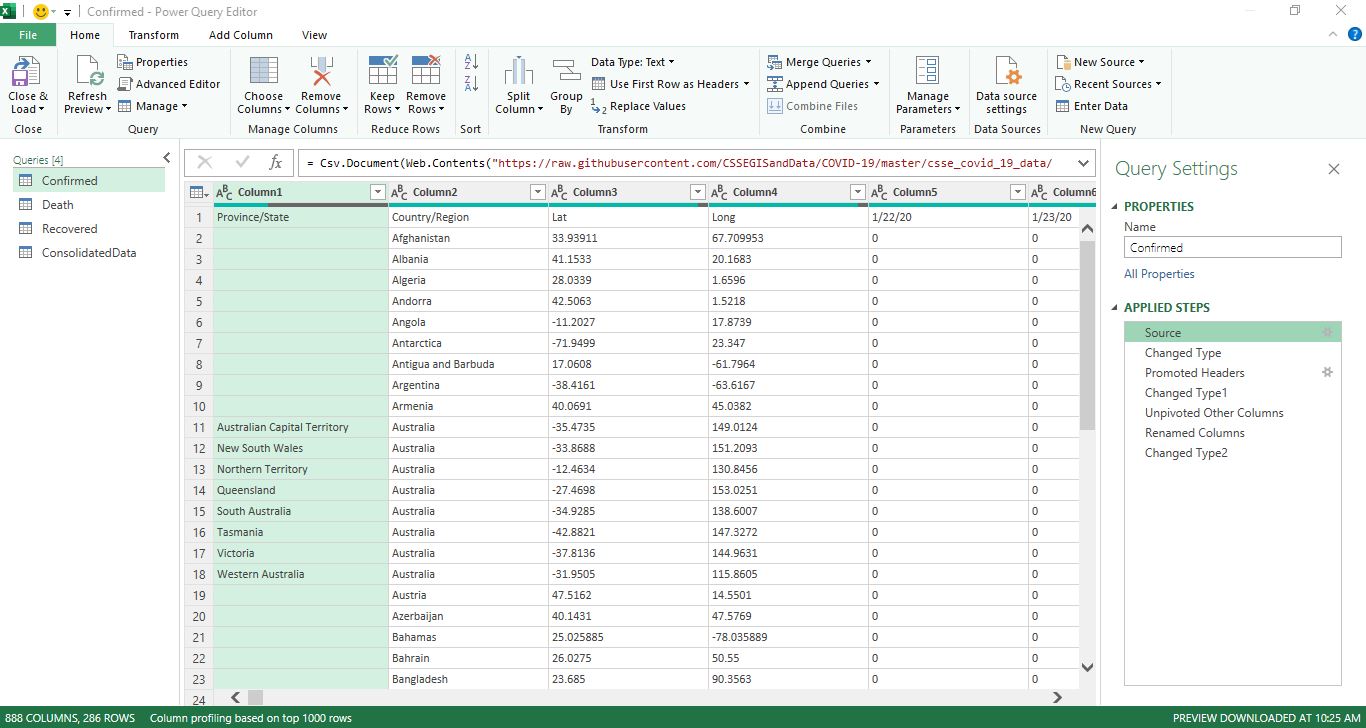 Confirmed - Power Query Editor
File Home Transform Add Column View
Close & Load
Refresh Preview
Properties
Advanced Editor
Manage
Choose Columns
Remove Columns
Keep Rows
Remove Rows
Split Column
Group By
Data Type: Text
Use First Row as Headers
Replace Values
Merge Queries
Append Queries
Combine Files
Manage Parameters
Data source settings
New Source
Recent Sources
Enter Data
Close Query Manage Columns Reduce Rows Sort Transform Combine Parameters Data Sources New Query
Queries [4]
Confirmed
Death
Recovered
ConsolidatedData
= Csv.Document(Web.Contents("https://raw.githubusercontent.com/CSSEGISandData/COVID-19/master/csse_covid_19_data/
Column1 Column2 Column3 Column4 Column5 Column6
1 Province/State Country/Region Lat Long 1/22/20 1/23/20
2 Afghanistan 33.93911 67.709953 0 0
3 Albania 41.1533 20.1683 0 0
4 Algeria 28.0339 1.6596 0 0
5 Andorra 42.5063 1.5218 0 0
6 Angola -11.2027 17.8739 0 0
7 Antarctica -71.9499 23.347 0 0
8 Antigua and Barbuda 17.0608 -61.7964 0 0
9 Argentina -38.4161 -63.6167 0 0
10 Armenia 40.0691 45.0382 0 0
11 Australian Capital Territory Australia -35.4735 149.0124 0 0
12 New South Wales Australia -33.8688 151.2093 0 0
13 Northern Territory Australia -12.4634 130.8456 0 0
14 Queensland Australia -27.4698 153.0251 0 0
15 South Australia Australia -34.9285 138.6007 0 0
16 Tasmania Australia -42.8821 147.3272 0 0
17 Victoria Australia -37.8136 144.9631 0 0
18 Western Australia Australia -31.9505 115.8605 0 0
19 Austria 47.5162 14.5501 0 0
20 Azerbaijan 40.1431 47.5769 0 0
21 Bahamas 25.025885 -78.035889 0 0
22 Bahrain 26.0275 50.55 0 0
23 Bangladesh 23.685 90.3563 0 0
24
Query Settings
PROPERTIES
Name
Confirmed
All Properties
APPLIED STEPS
Source
Changed Type
Promoted Headers
Changed Type1
Unpivoted Other Columns
Renamed Columns
Changed Type2
888 COLUMNS, 286 ROWS Column profiling based on top 1000 rows PREVIEW DOWNLOADED AT 10:25 AM